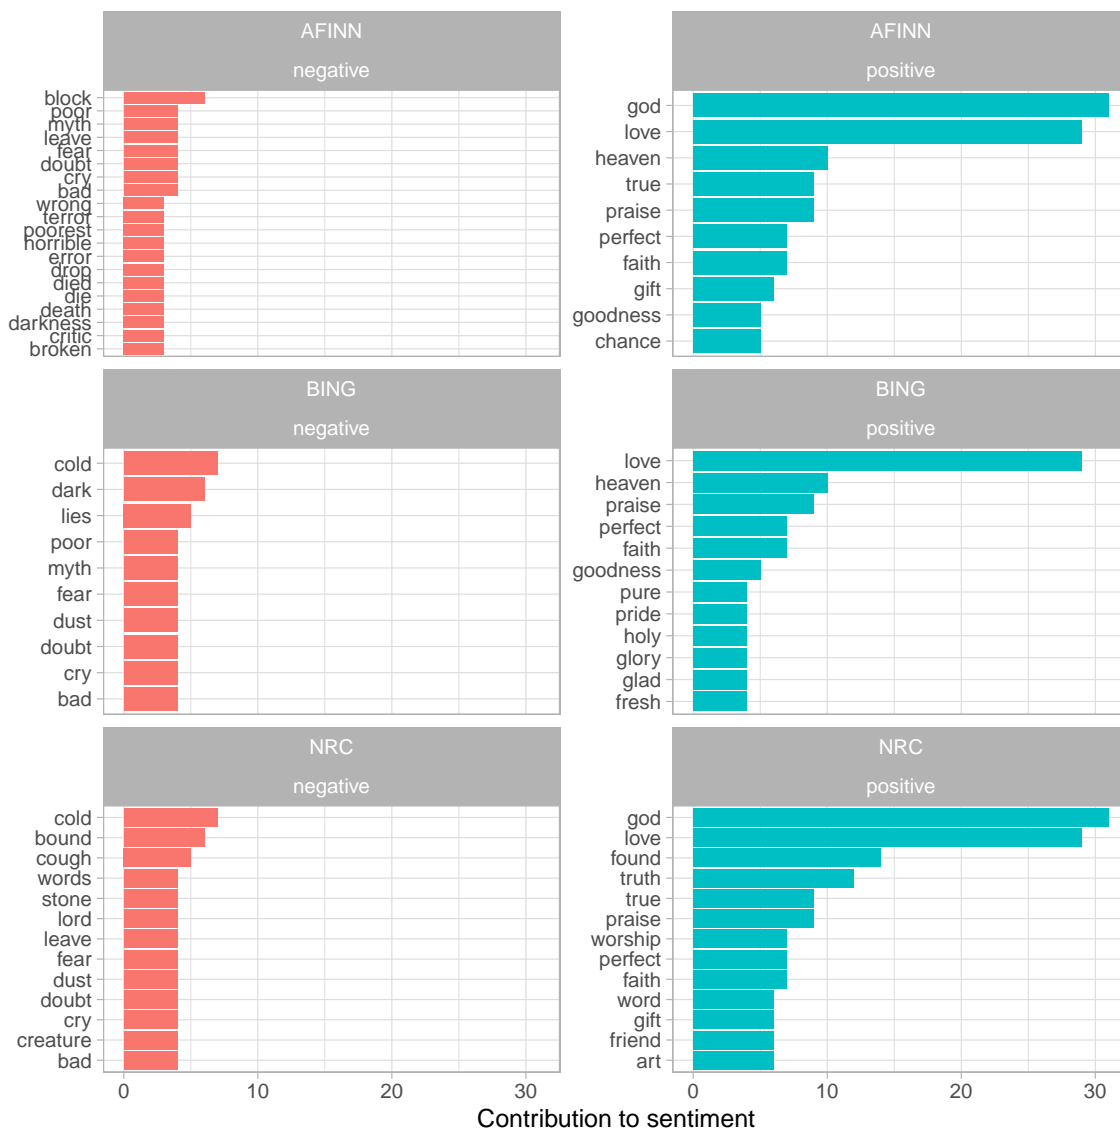 AFINN
negative
block
poor
myth
leave
fear
doubt
cry
bad
wrong
terror
poorest
horrible
error
drop
died
die
death
darkness
critic
broken
AFINN
positive
god
love
heaven
true
praise
perfect
faith
gift
goodness
chance
BING
negative
cold
dark
lies
poor
myth
fear
dust
doubt
cry
bad
BING
positive
love
heaven
praise
perfect
faith
goodness
pure
pride
holy
glory
glad
fresh
NRC
negative
cold
bound
cough
words
stone
lord
leave
fear
dust
doubt
cry
creature
bad
0 10 20 30
NRC
positive
god
love
found
truth
true
praise
worship
perfect
faith
word
gift
friend
art
0 10 20 30
Contribution to sentiment